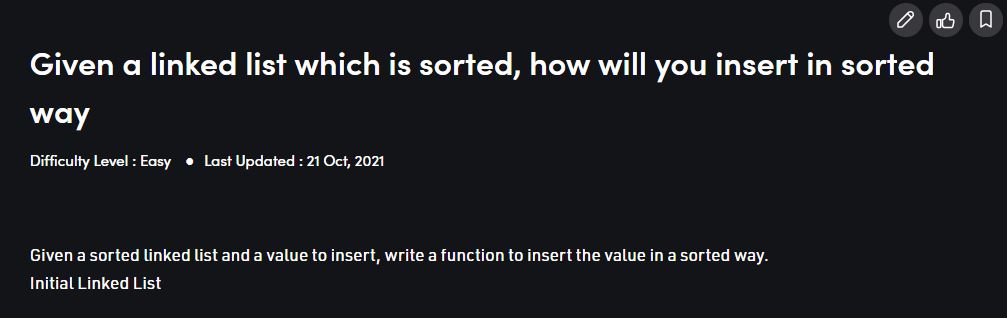 Given a linked list which is sorted, how will you insert in sorted
way
Difficulty Level : Easy ● Last Updated : 21 Oct, 2021
Given a sorted linked list and a value to insert, write a function to insert the value in a sorted way.
Initial Linked List